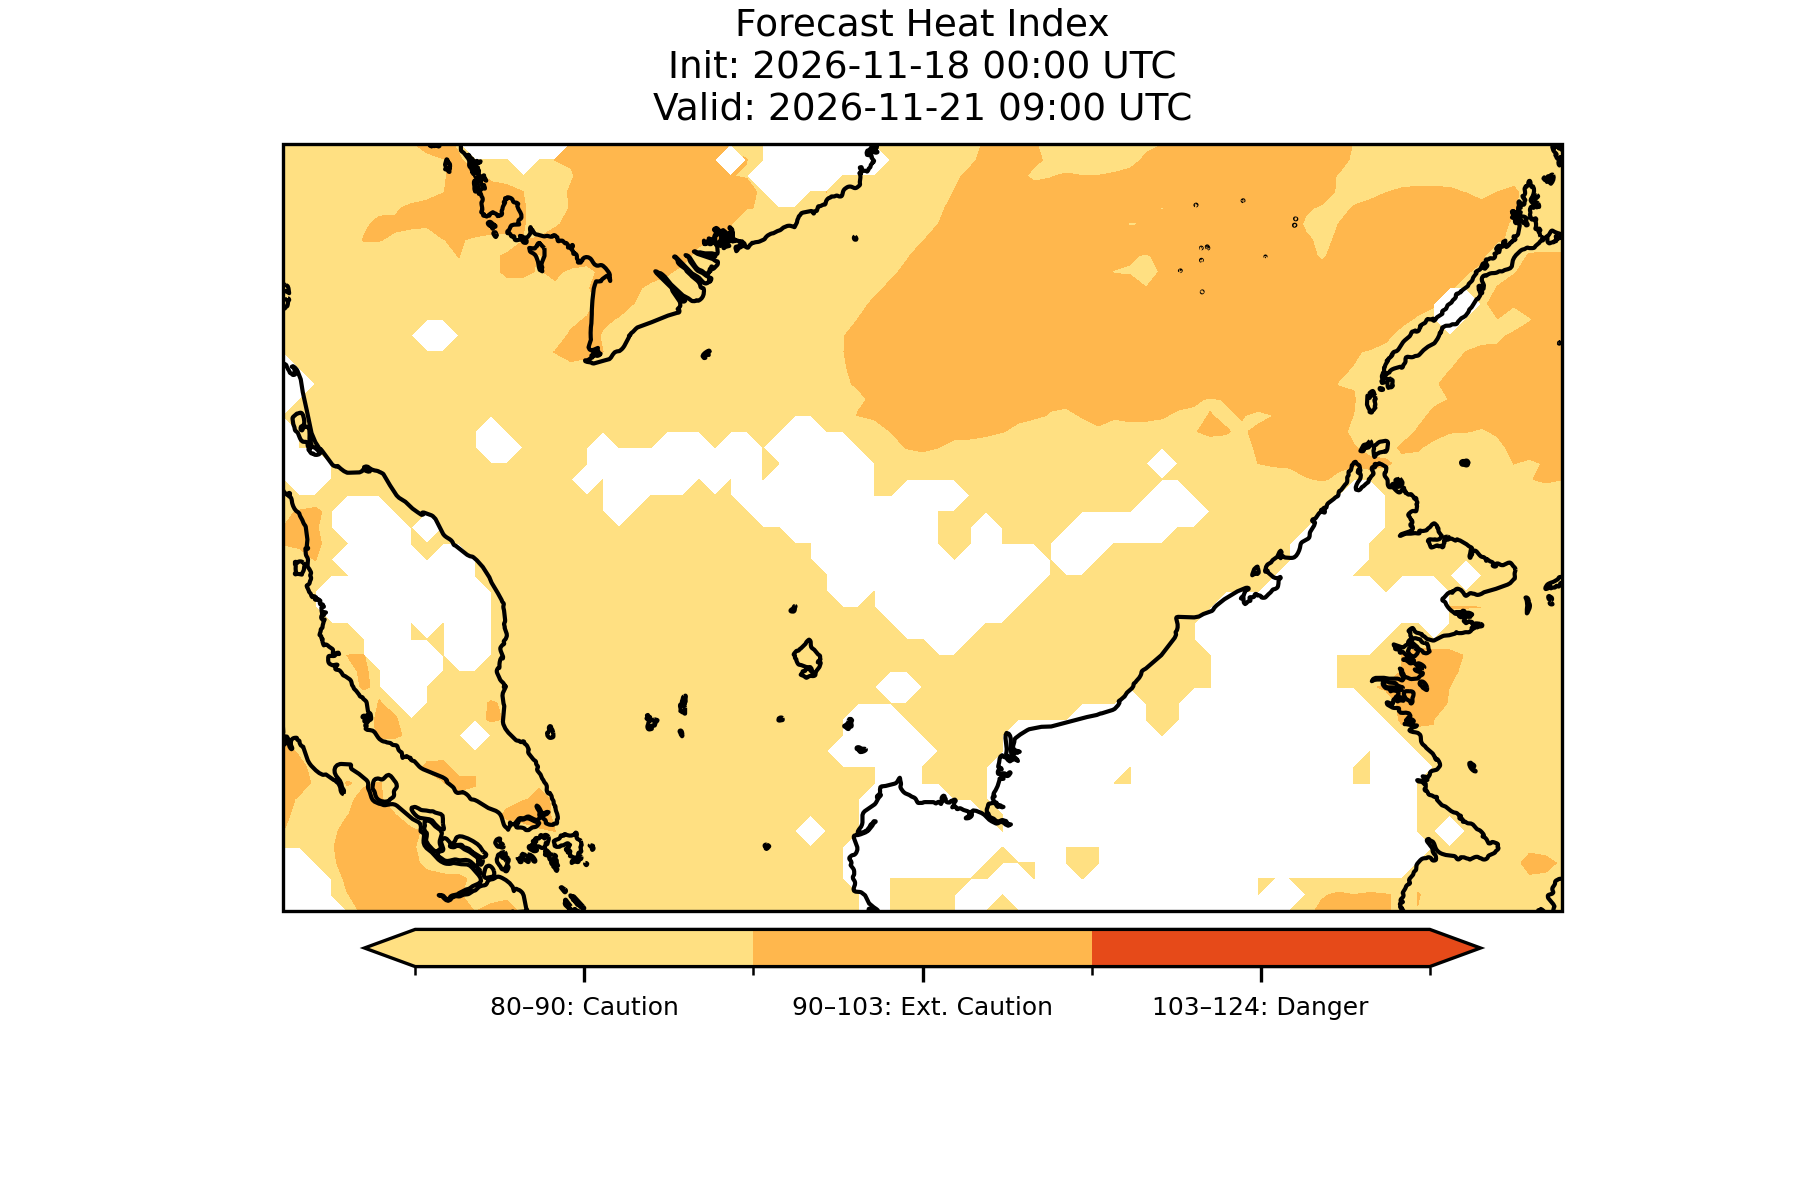 Forecast Heat Index
Init: 2026-11-18 00:00 UTC
Valid: 2026-11-21 09:00 UTC
80–90: Caution
90–103: Ext. Caution
103–124: Danger